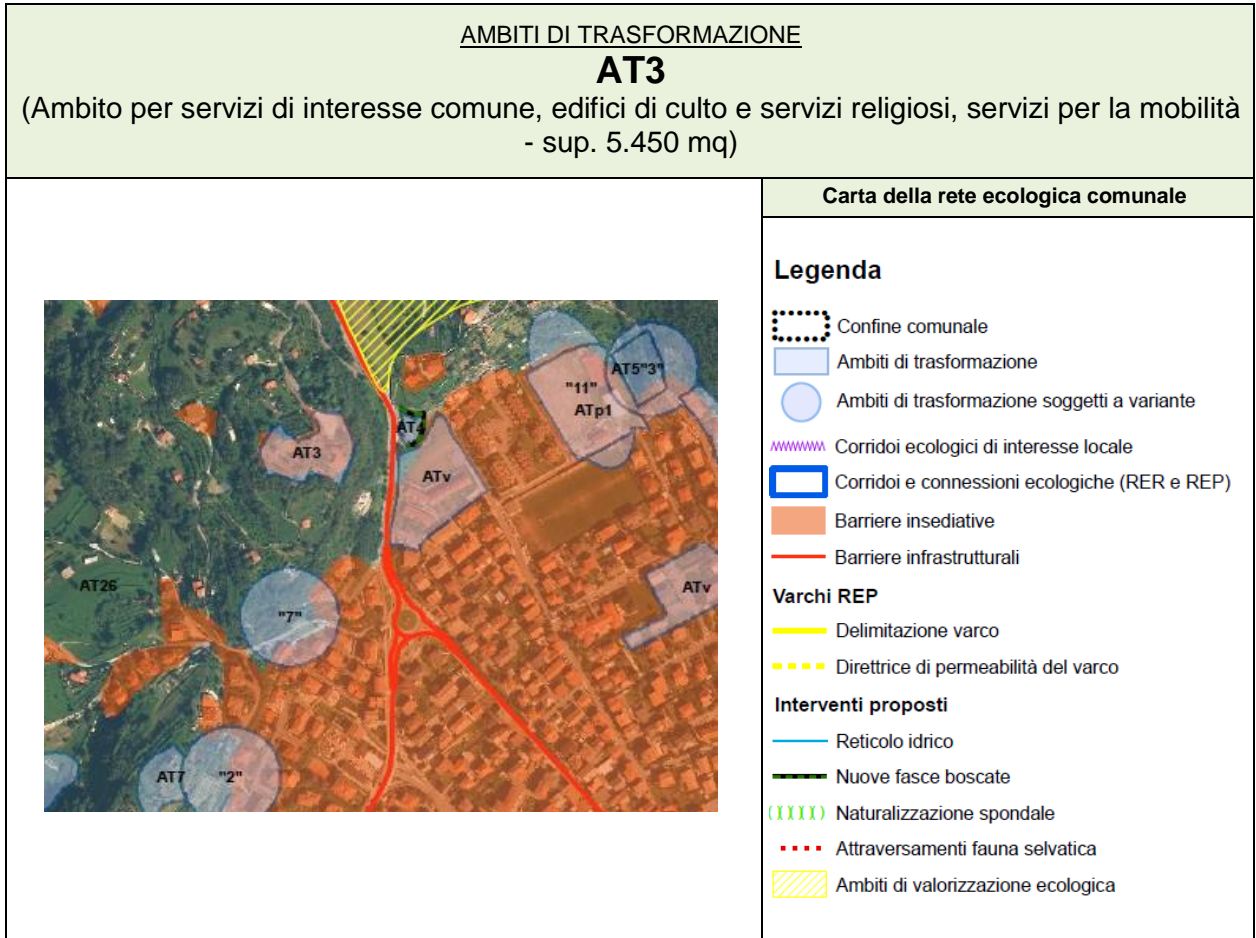 AMBITI DI TRASFORMAZIONE
AT3
(Ambito per servizi di interesse comune, edifici di culto e servizi religiosi, servizi per la mobilità
- sup. 5.450 mq)
Carta della rete ecologica comunale
"11"
ATp1
AT5"3"
AT4
AT3
ATv
ATv
AT26
"7"
AT7
"2"
Legenda
Confine comunale
Ambiti di trasformazione
Ambiti di trasformazione soggetti a variante
Corridoi ecologici di interesse locale
Corridoi e connessioni ecologiche (RER e REP)
Barriere insediative
Barriere infrastrutturali
Varchi REP
Delimitazione varco
Direttrice di permeabilità del varco
Interventi proposti
Reticolo idrico
Nuove fasce boscate
Naturalizzazione spondale
Attraversamenti fauna selvatica
Ambiti di valorizzazione ecologica